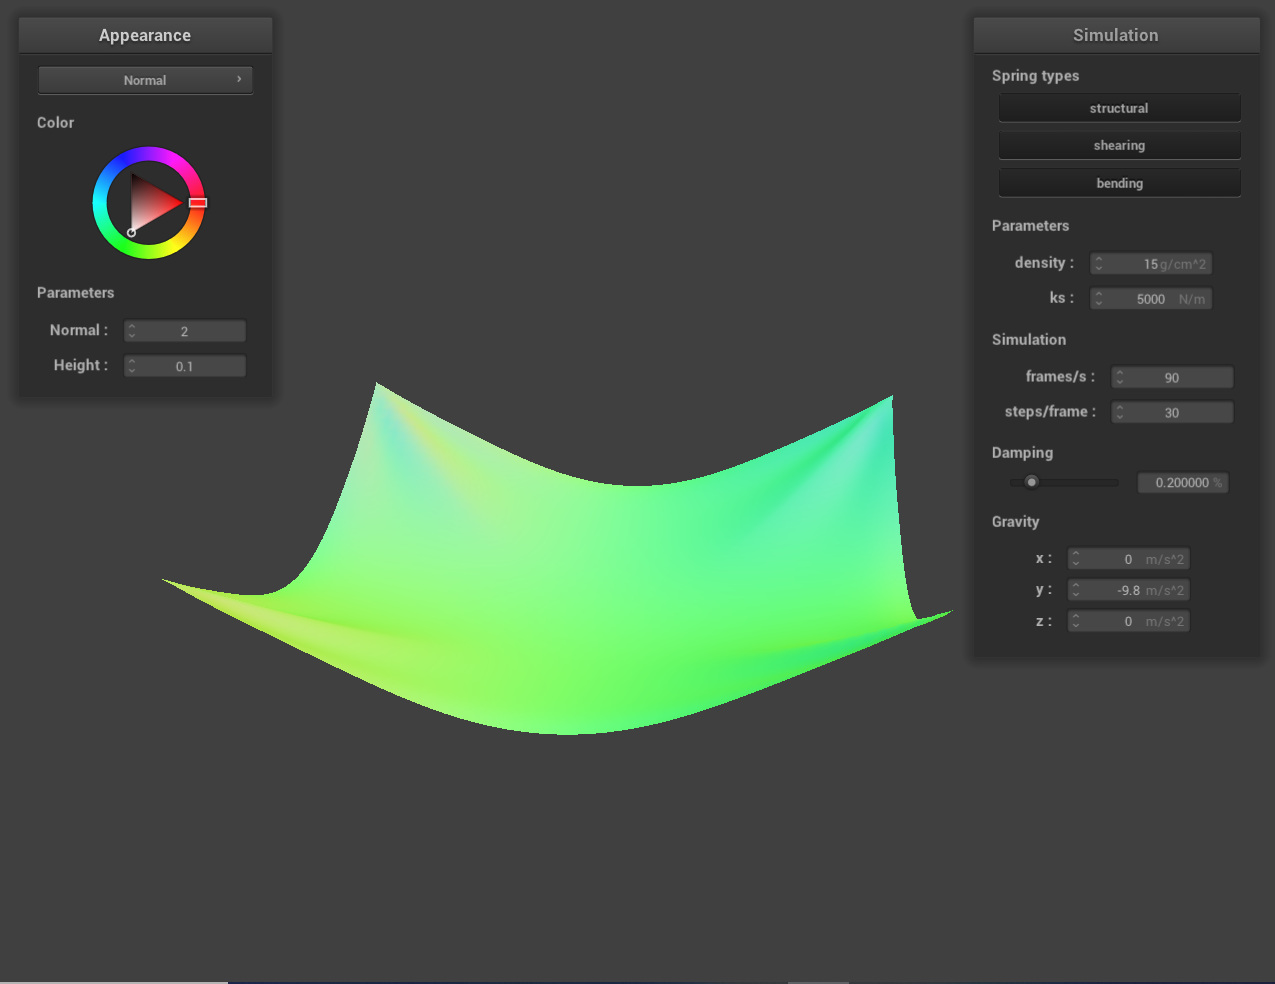 Appearance
Normal
Color
Parameters
Normal : 2
Height : 0.1
Simulation
Spring types
structural
shearing
bending
Parameters
density : 15 g/cm^2
ks : 5000 N/m
Simulation
frames/s : 90
steps/frame : 30
Damping
0.200000 %
Gravity
x : 0 m/s^2
y : -9.8 m/s^2
z : 0 m/s^2